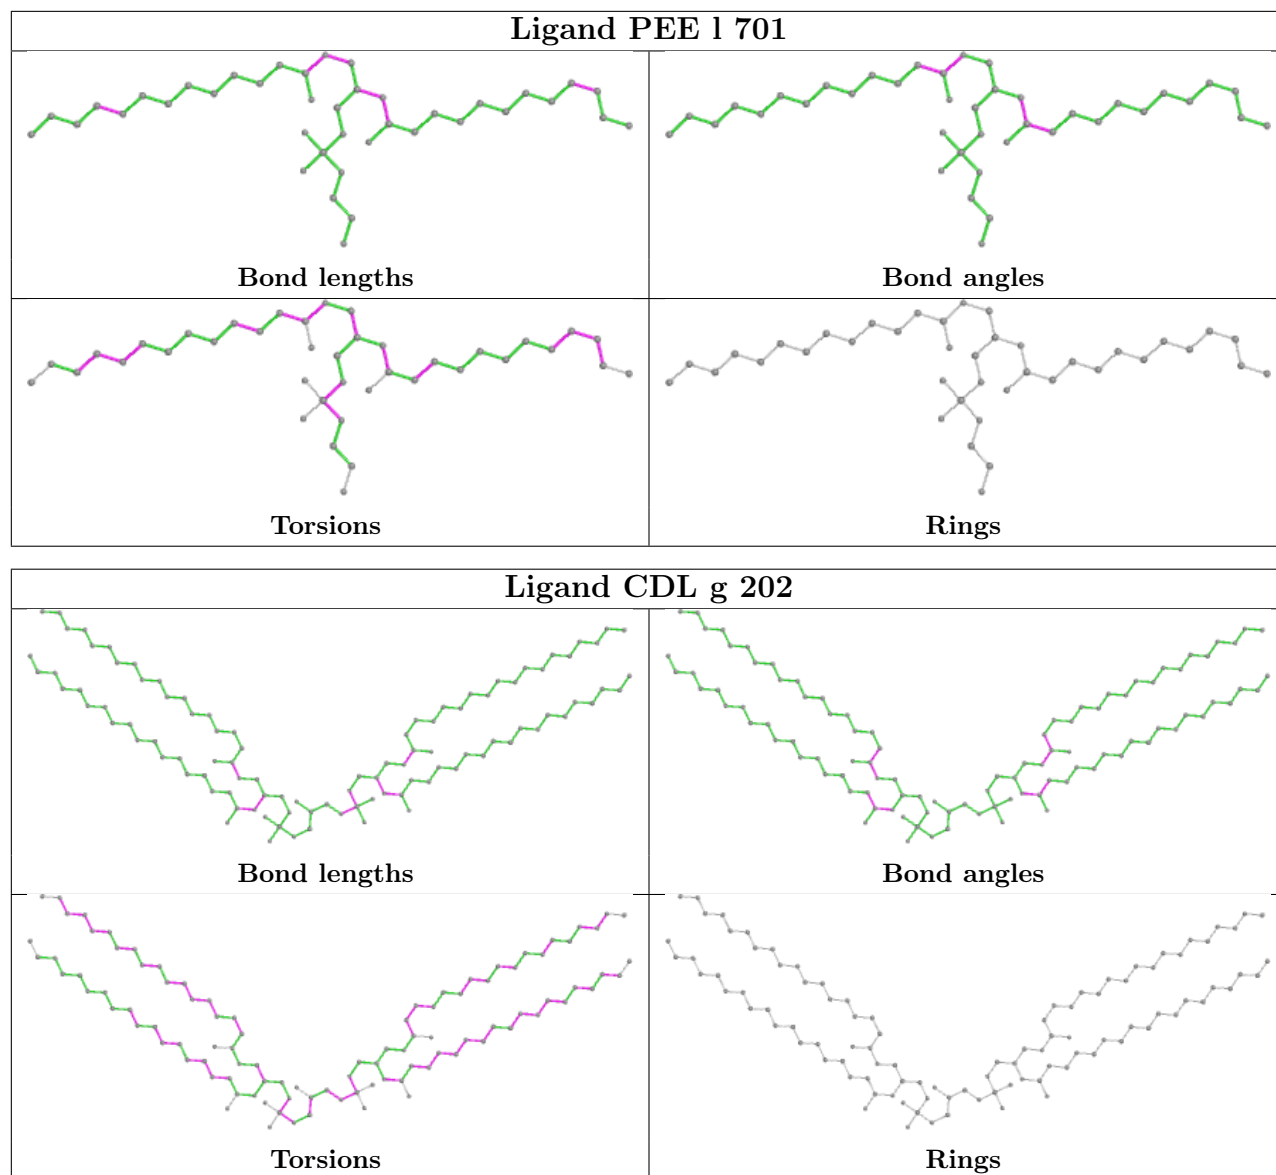 Ligand PEE l 701
Bond lengths
Bond angles
Torsions
Rings
Ligand CDL g 202
Bond lengths
Bond angles
Torsions
Rings